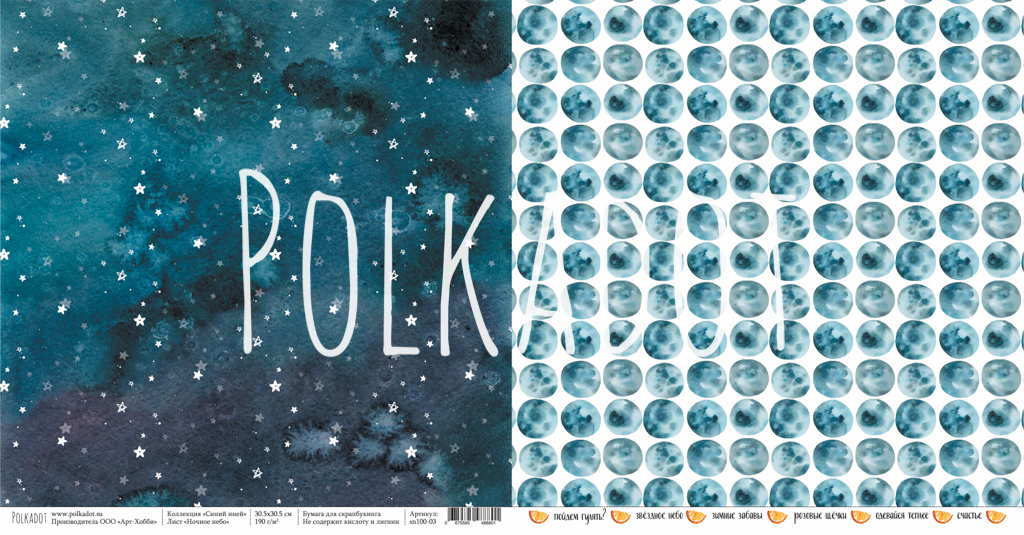 POLKADOT
POLKADOT
www.polkadot.su
Производитель ООО «Арт-Хобби»
Коллекция «Синий иней»
Лист «Ночное небо»
30.5х30.5 см
190 г/м²
Бумага для скрапбукинга
Не содержит кислоту и лигнин
Артикул:
sn100-03
пойдем гулять? звёздное небо зимние забавы розовые щёчки одевайся теплее счастье